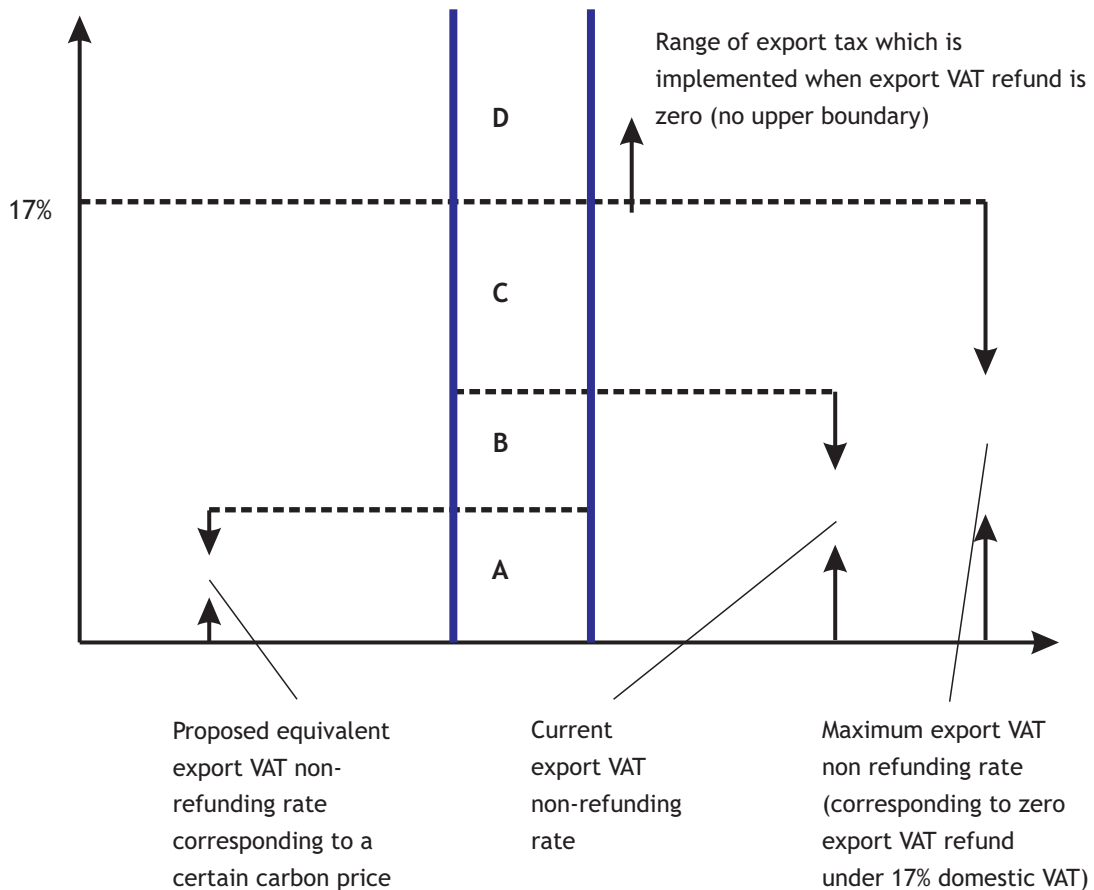 Range of export tax which is
implemented when export VAT refund is
zero (no upper boundary)
D
17%
C
B
A
Proposed equivalent
export VAT non-
refunding rate
corresponding to a
certain carbon price
Current
export VAT
non-refunding
rate
Maximum export VAT
non refunding rate
(corresponding to zero
export VAT refund
under 17% domestic VAT)